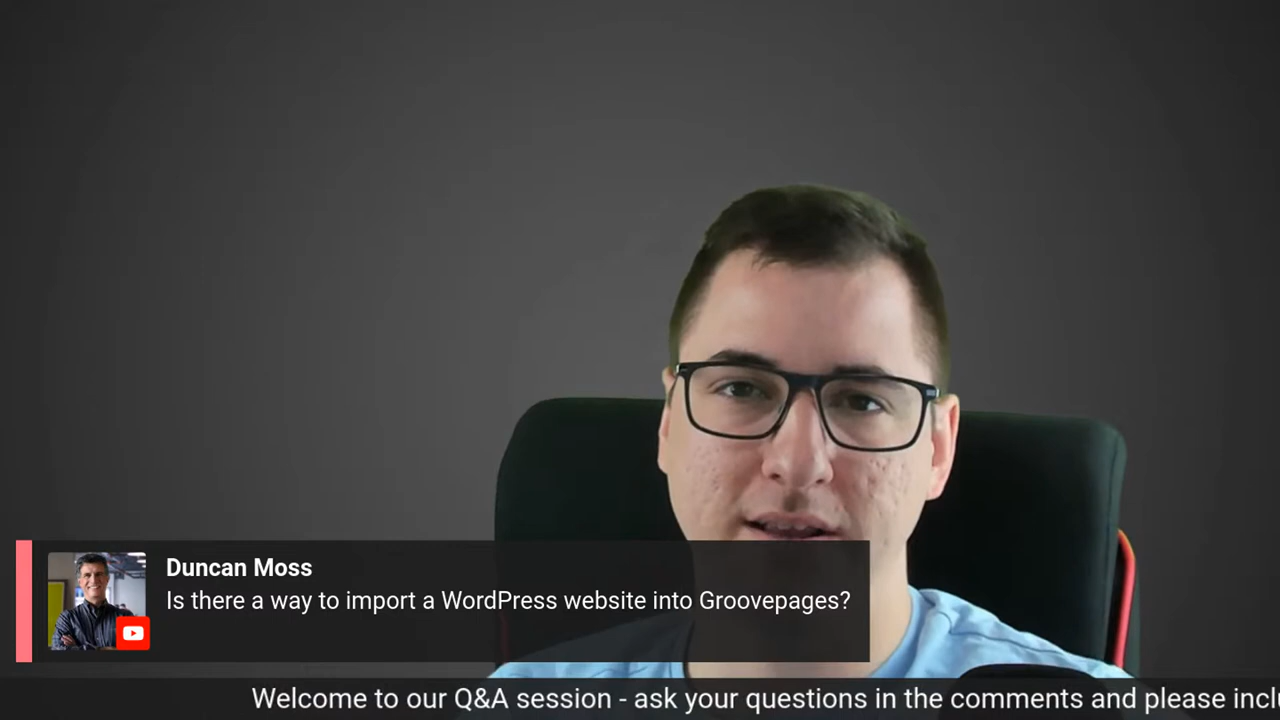 Duncan Moss
Is there a way to import a WordPress website into Groovepages?
Welcome to our Q&A session - ask your questions in the comments and please